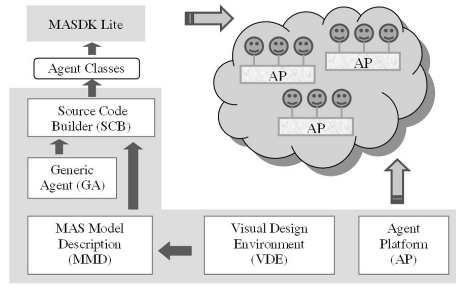 MASDK Lite
Agent Classes
Source Code
Builder (SCB)
Generic
Agent (GA)
MAS Model
Description
(MMD)
Visual Design
Environment
(VDE)
Agent
Platform
(AP)
AP
AP
AP